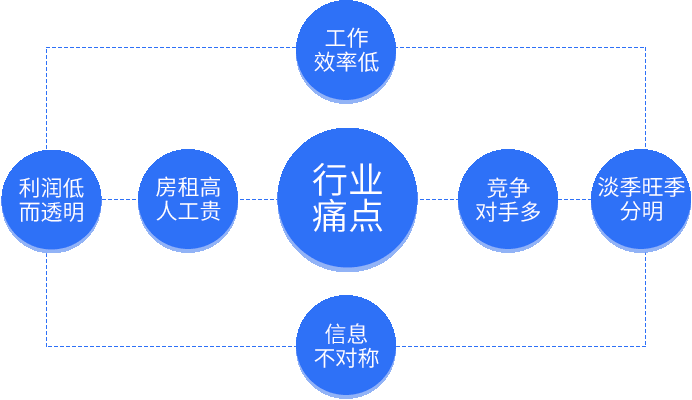 工作
效率低
利润低
而透明
房租高
人工贵
行业
痛点
竞争
对手多
淡季旺季
分明
信息
不对称